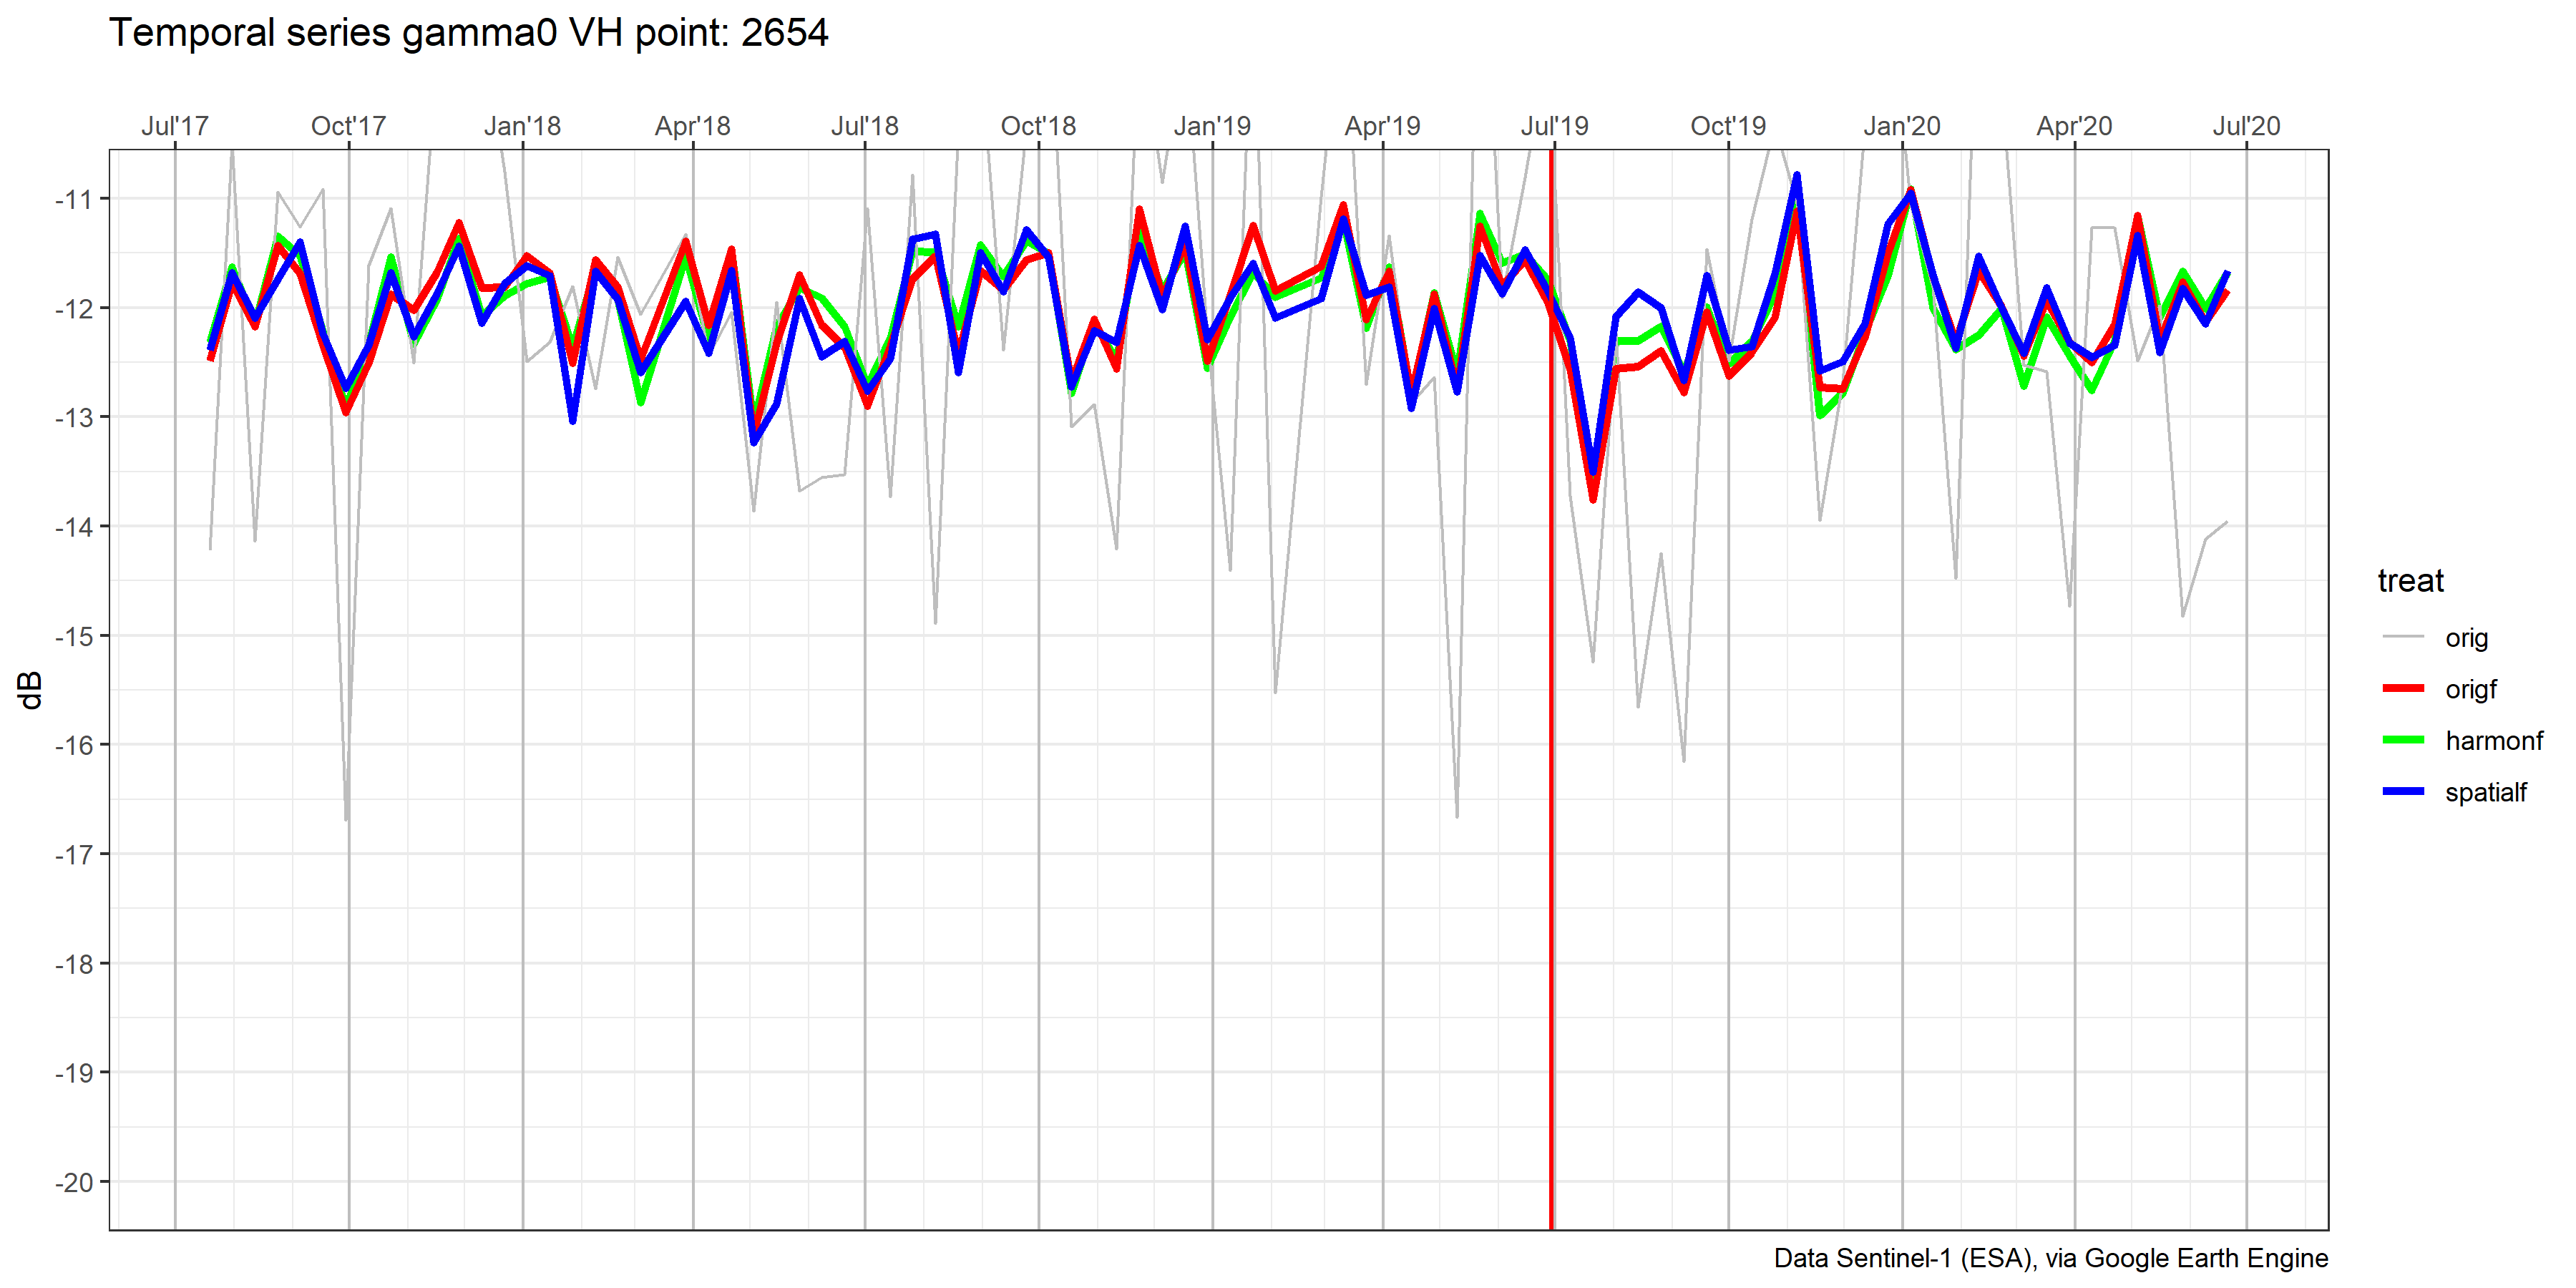 Temporal series gamma0 VH point: 2654
Jul'17 Oct'17 Jan'18 Apr'18 Jul'18 Oct'18 Jan'19 Apr'19 Jul'19 Oct'19 Jan'20 Apr'20 Jul'20
-11
-12
-13
-14
-15
-16
-17
-18
-19
-20
dB
treat
orig
origf
harmonf
spatialf
Data Sentinel-1 (ESA), via Google Earth Engine